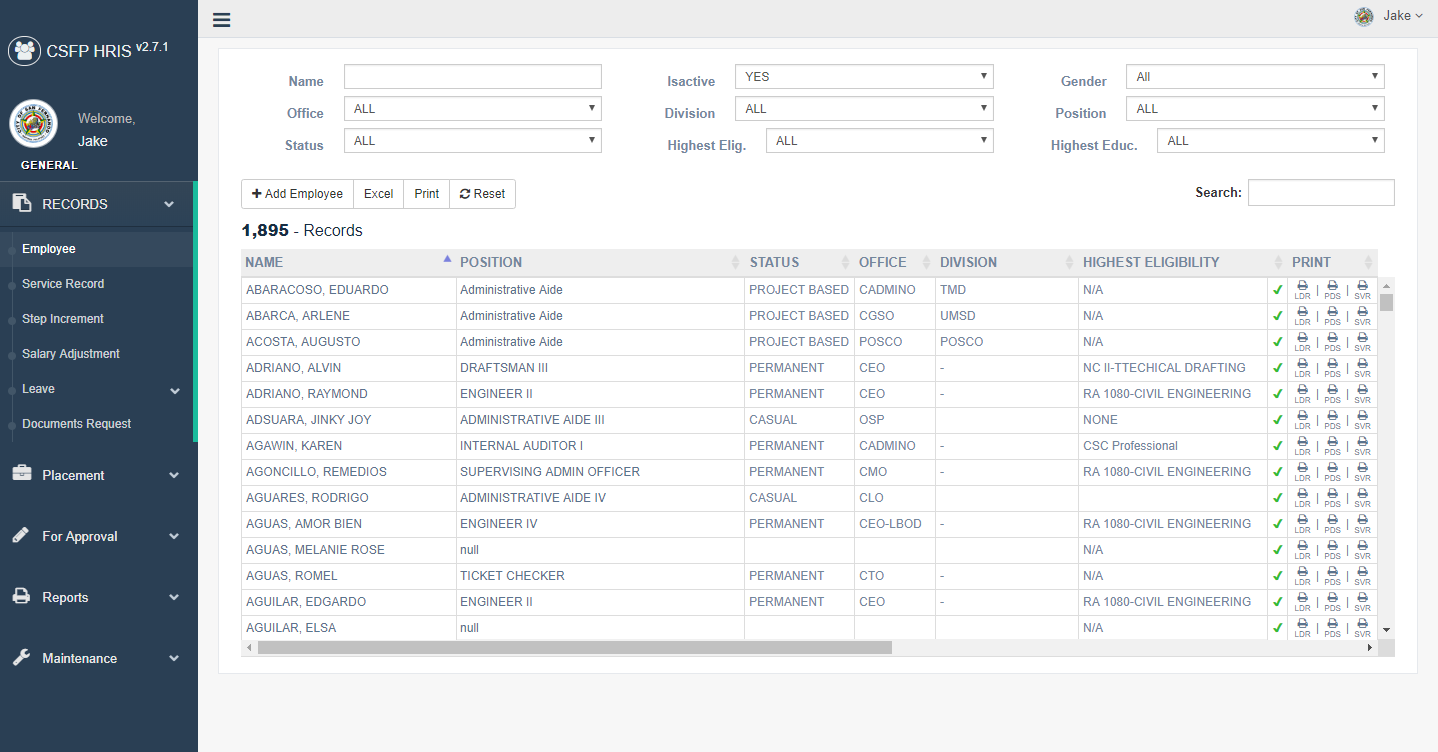 CSFP HRIS v2.7.1
Jake
Welcome,
Jake
GENERAL
RECORDS
Employee
Service Record
Step Increment
Salary Adjustment
Leave
Documents Request
Placement
For Approval
Reports
Maintenance
Name Isactive YES Gender All
Office ALL Division ALL Position ALL
Status ALL Highest Elig. ALL Highest Educ. ALL
Add Employee Excel Print Reset Search:
1,895 - Records
NAME POSITION STATUS OFFICE DIVISION HIGHEST ELIGIBILITY PRINT
ABARACOSO, EDUARDO Administrative Aide PROJECT BASED CADMINO TMD N/A LDR | PDS | SVR
ABARCA, ARLENE Administrative Aide PROJECT BASED CGSO UMSD N/A LDR | PDS | SVR
ACOSTA, AUGUSTO Administrative Aide PROJECT BASED POSCO POSCO N/A LDR | PDS | SVR
ADRIANO, ALVIN DRAFTSMAN III PERMANENT CEO - NC II-TTECHICAL DRAFTING LDR | PDS | SVR
ADRIANO, RAYMOND ENGINEER II PERMANENT CEO - RA 1080-CIVIL ENGINEERING LDR | PDS | SVR
ADSUARA, JINKY JOY ADMINISTRATIVE AIDE III CASUAL OSP NONE LDR | PDS | SVR
AGAWIN, KAREN INTERNAL AUDITOR I PERMANENT CADMINO - CSC Professional LDR | PDS | SVR
AGONCILLO, REMEDIOS SUPERVISING ADMIN OFFICER PERMANENT CMO - RA 1080-CIVIL ENGINEERING LDR | PDS | SVR
AGUARES, RODRIGO ADMINISTRATIVE AIDE IV CASUAL CLO LDR | PDS | SVR
AGUAS, AMOR BIEN ENGINEER IV PERMANENT CEO-LBOD - RA 1080-CIVIL ENGINEERING LDR | PDS | SVR
AGUAS, MELANIE ROSE null N/A LDR | PDS | SVR
AGUAS, ROMEL TICKET CHECKER PERMANENT CTO - N/A LDR | PDS | SVR
AGUILAR, EDGARDO ENGINEER II PERMANENT CEO - RA 1080-CIVIL ENGINEERING LDR | PDS | SVR
AGUILAR, ELSA null N/A LDR | PDS | SVR